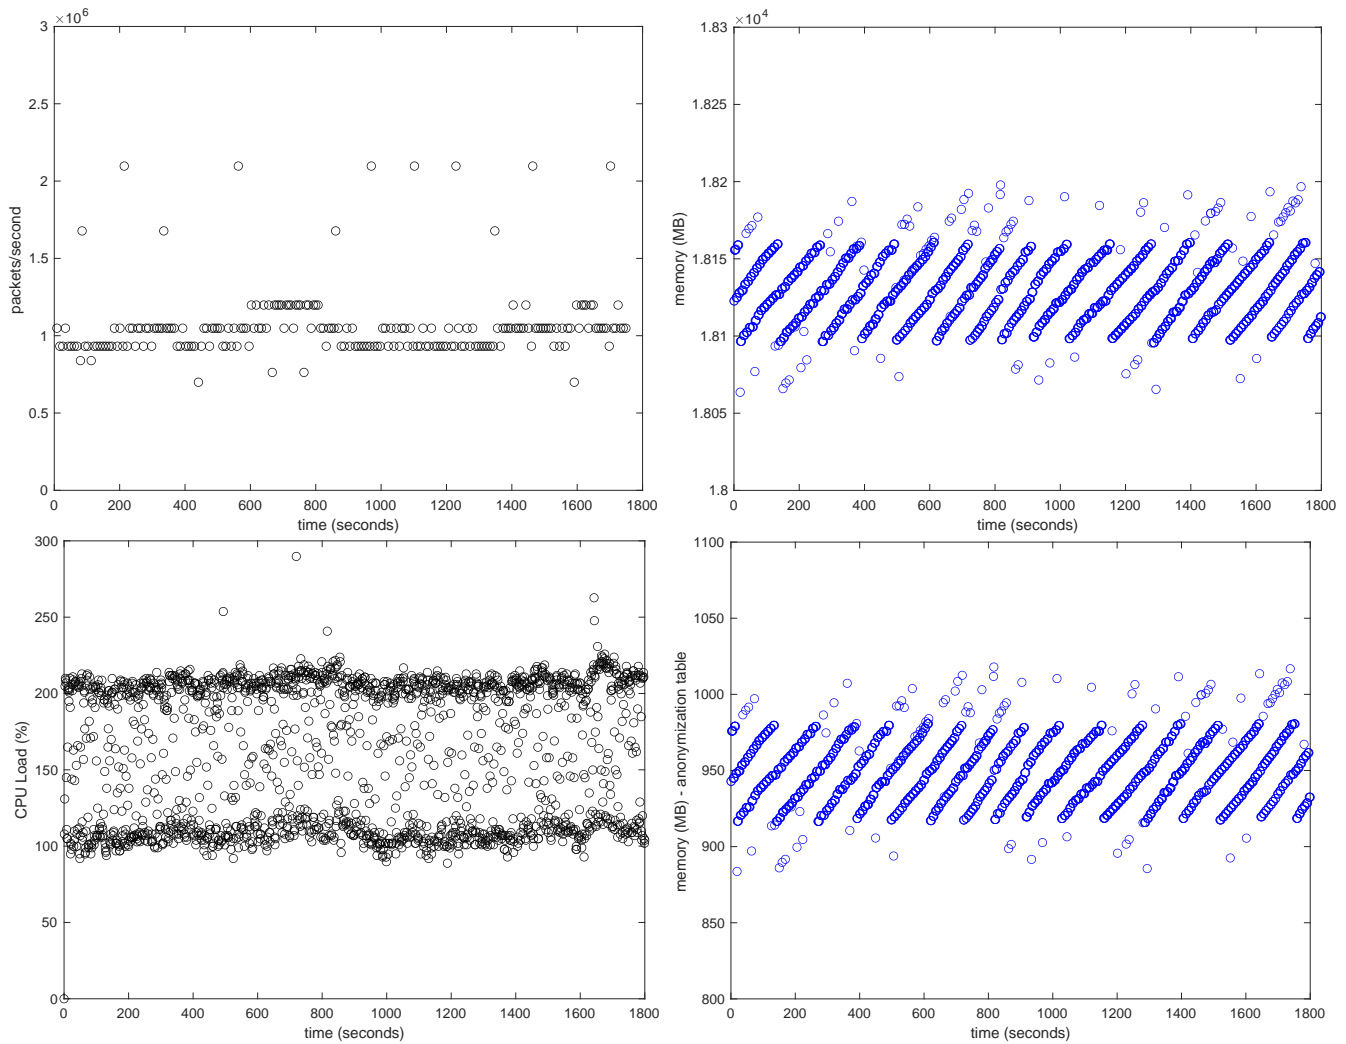 ×10⁶
3
2.5
2
1.5
1
0.5
0
packets/second
0 200 400 600 800 1000 1200 1400 1600 1800
time (seconds)
×10⁴
1.83
1.825
1.82
1.815
1.81
1.805
1.8
memory (MB)
0 200 400 600 800 1000 1200 1400 1600 1800
time (seconds)
300
250
200
150
100
50
0
CPU Load (%)
0 200 400 600 800 1000 1200 1400 1600 1800
time (seconds)
1100
1050
1000
950
900
850
800
memory (MB) - anonymization table
0 200 400 600 800 1000 1200 1400 1600 1800
time (seconds)